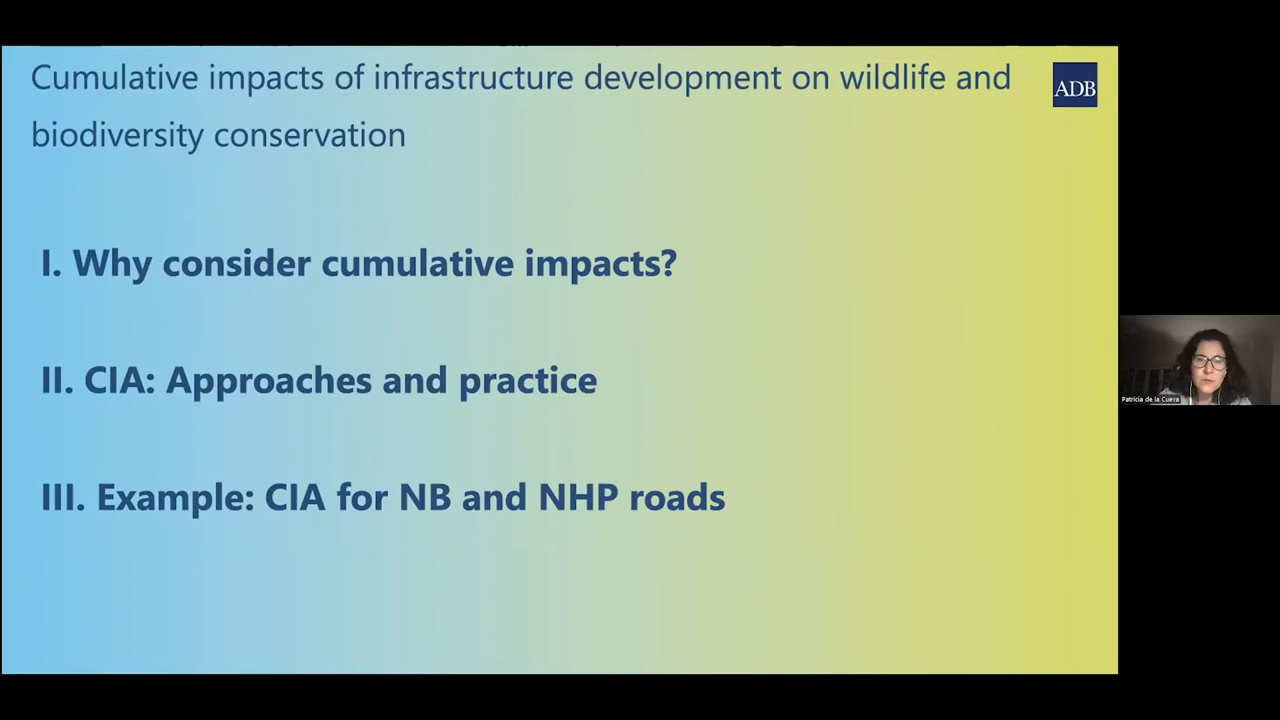 Cumulative impacts of infrastructure development on wildlife and
biodiversity conservation
ADB
I. Why consider cumulative impacts?
II. CIA: Approaches and practice
III. Example: CIA for NB and NHP roads
Patricia de la Cueva